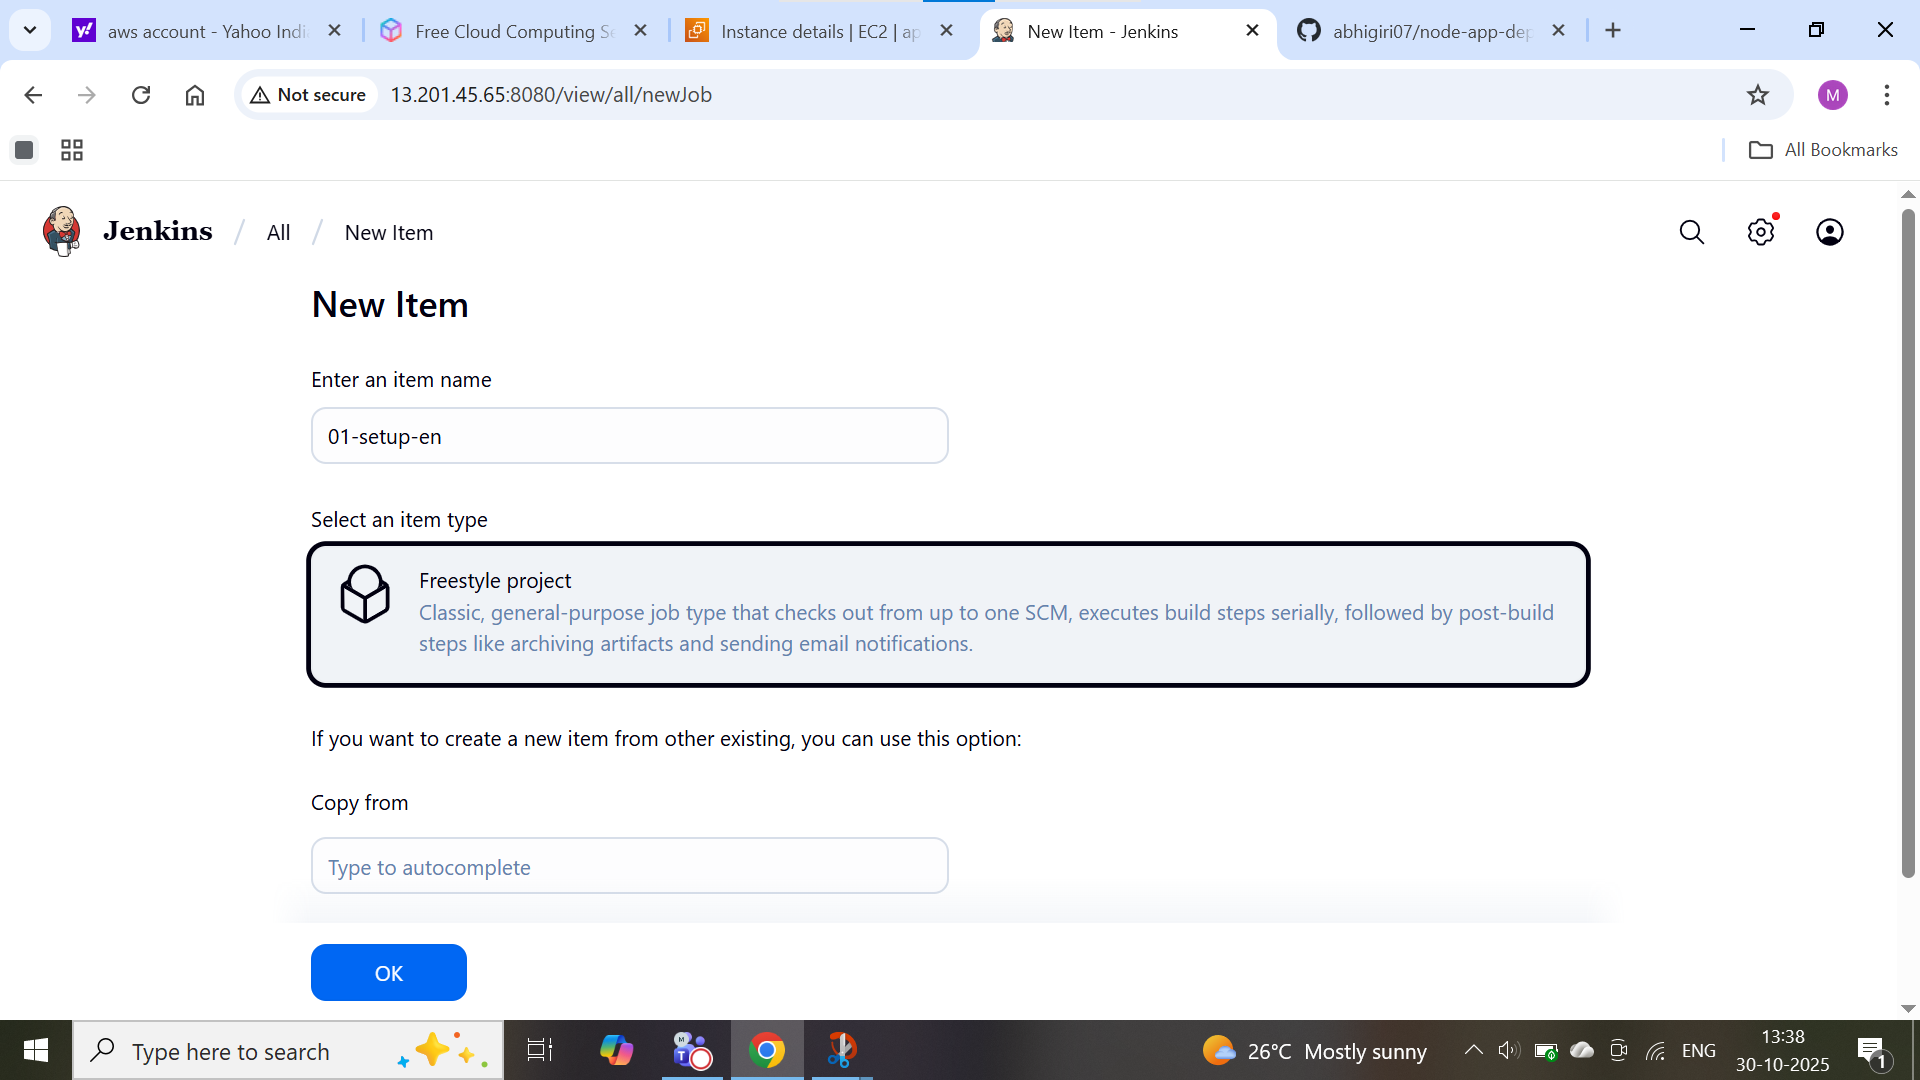 aws account - Yahoo Indi
Free Cloud Computing Se
Instance details | EC2 | ap
New Item - Jenkins
abhigiri07/node-app-dep
Not secure
13.201.45.65:8080/view/all/newJob
M
All Bookmarks
Jenkins / All / New Item
New Item
Enter an item name
01-setup-en
Select an item type
Freestyle project
Classic, general-purpose job type that checks out from up to one SCM, executes build steps serially, followed by post-build
steps like archiving artifacts and sending email notifications.
If you want to create a new item from other existing, you can use this option:
Copy from
Type to autocomplete
OK
Type here to search
26°C Mostly sunny
ENG
13:38
30-10-2025
1